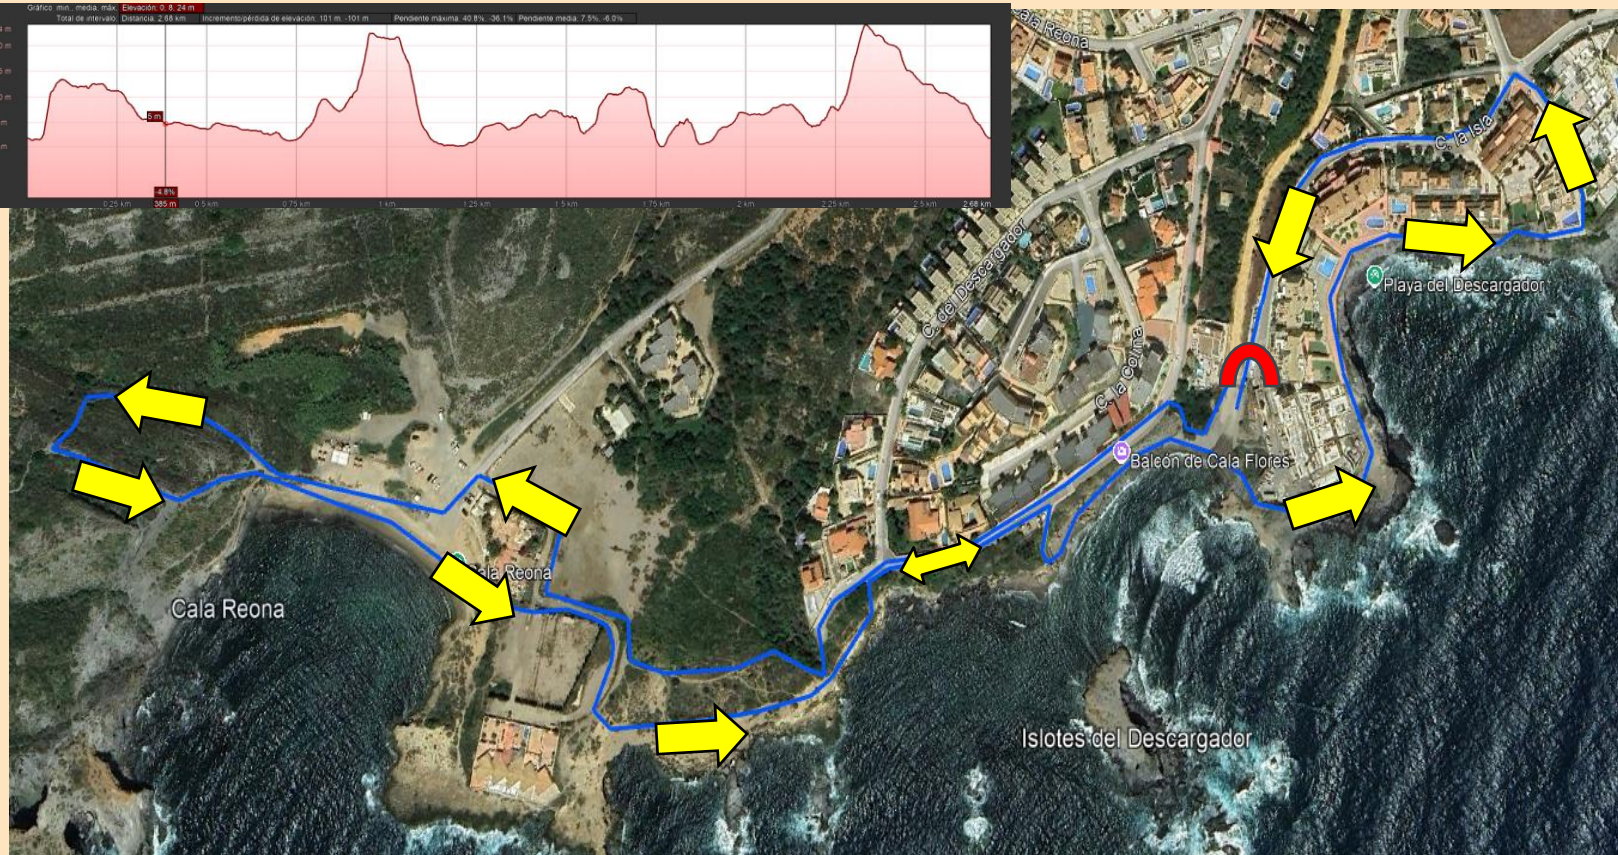 Gráfico: mín., media, máx. Elevación: 0, 8, 24 m
Total de intervalo: Distancia: 2.68 km Incremento/pérdida de elevación: 101 m, -101 m Pendiente máxima: 40.8%, -36.1% Pendiente media: 7.5%, -6.0%
5 m
-4.8%
0.25 km 385 m 0.5 km 0.75 km 1 km 1.25 km 1.5 km 1.75 km 2 km 2.25 km 2.5 km 2.68 km
ala Reona
C. la Isla
C. del Descargador
Playa del Descargador
C. la Colina
Balcón de Cala Flores
Cala Reona
Cala Reona
Islotes del Descargador